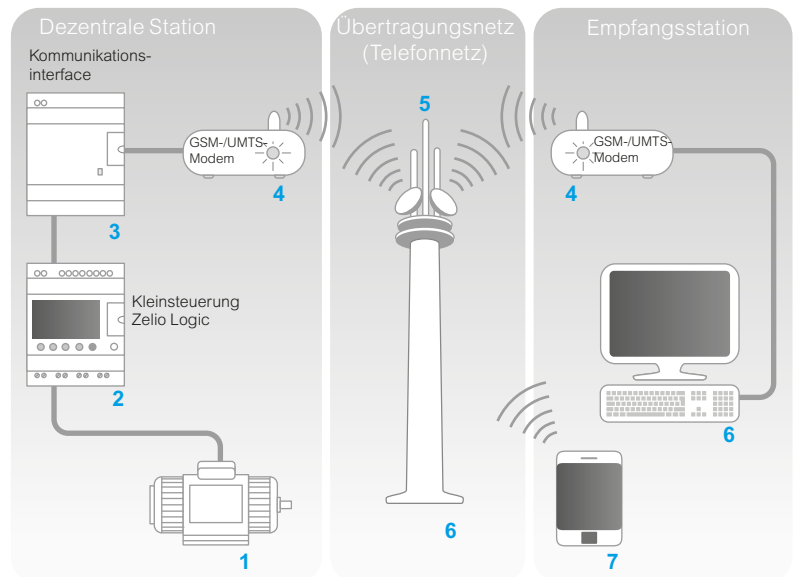 Dezentrale Station
Kommunikations-
interface
GSM-/UMTS-
Modem
4
3
Kleinsteuerung
Zelio Logic
2
1
Übertragungsnetz
(Telefonnetz)
5
6
Empfangsstation
GSM-/UMTS-
Modem
4
6
7